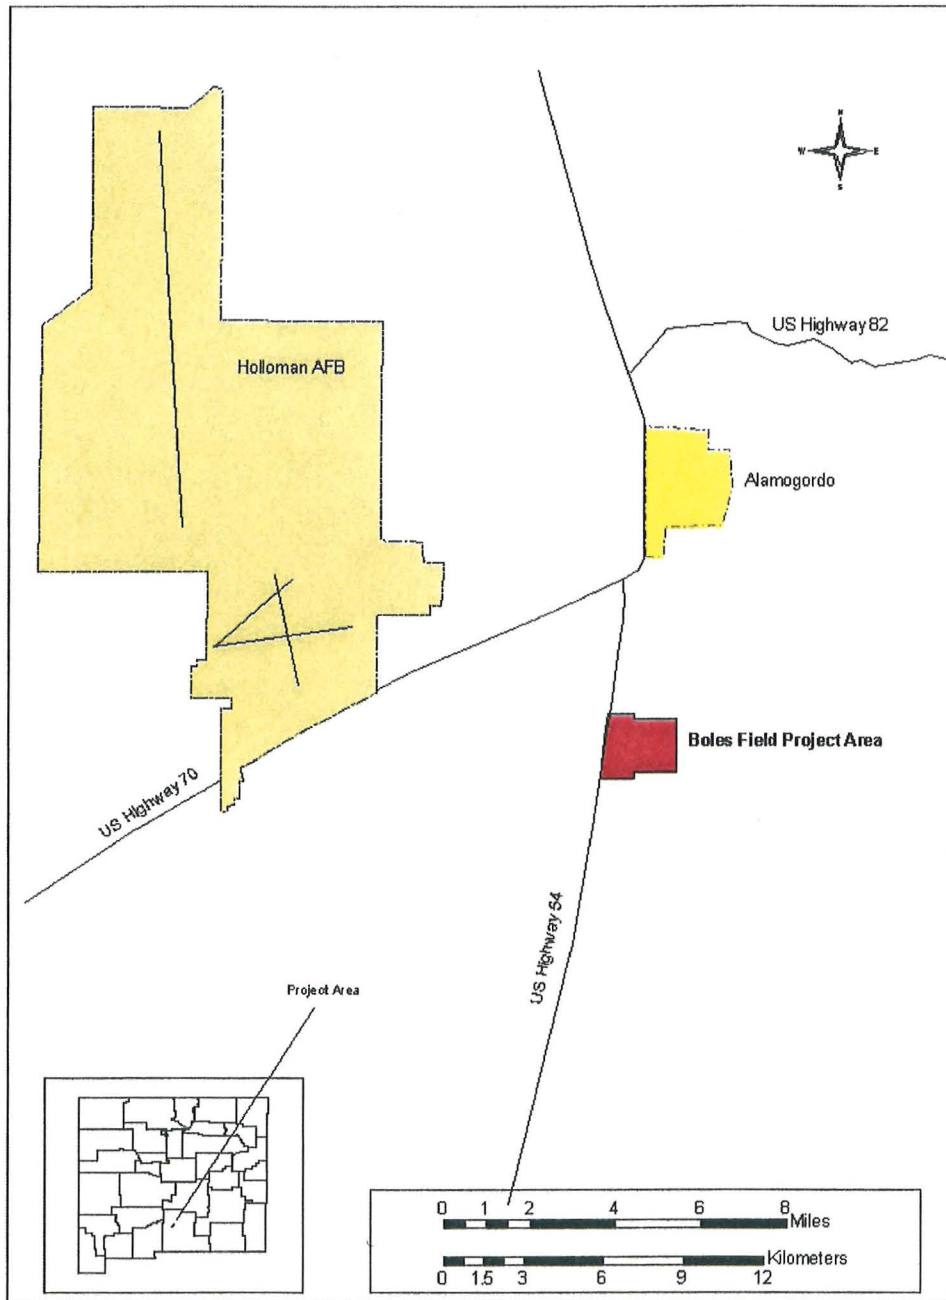 N
W E
S
US Highway 82
Holloman AFB
Alamogordo
Boles Field Project Area
US Highway 70
US Highway 54
Project Area
0 1 2 4 6 8
Miles
Kilometers
0 1.5 3 6 9 12